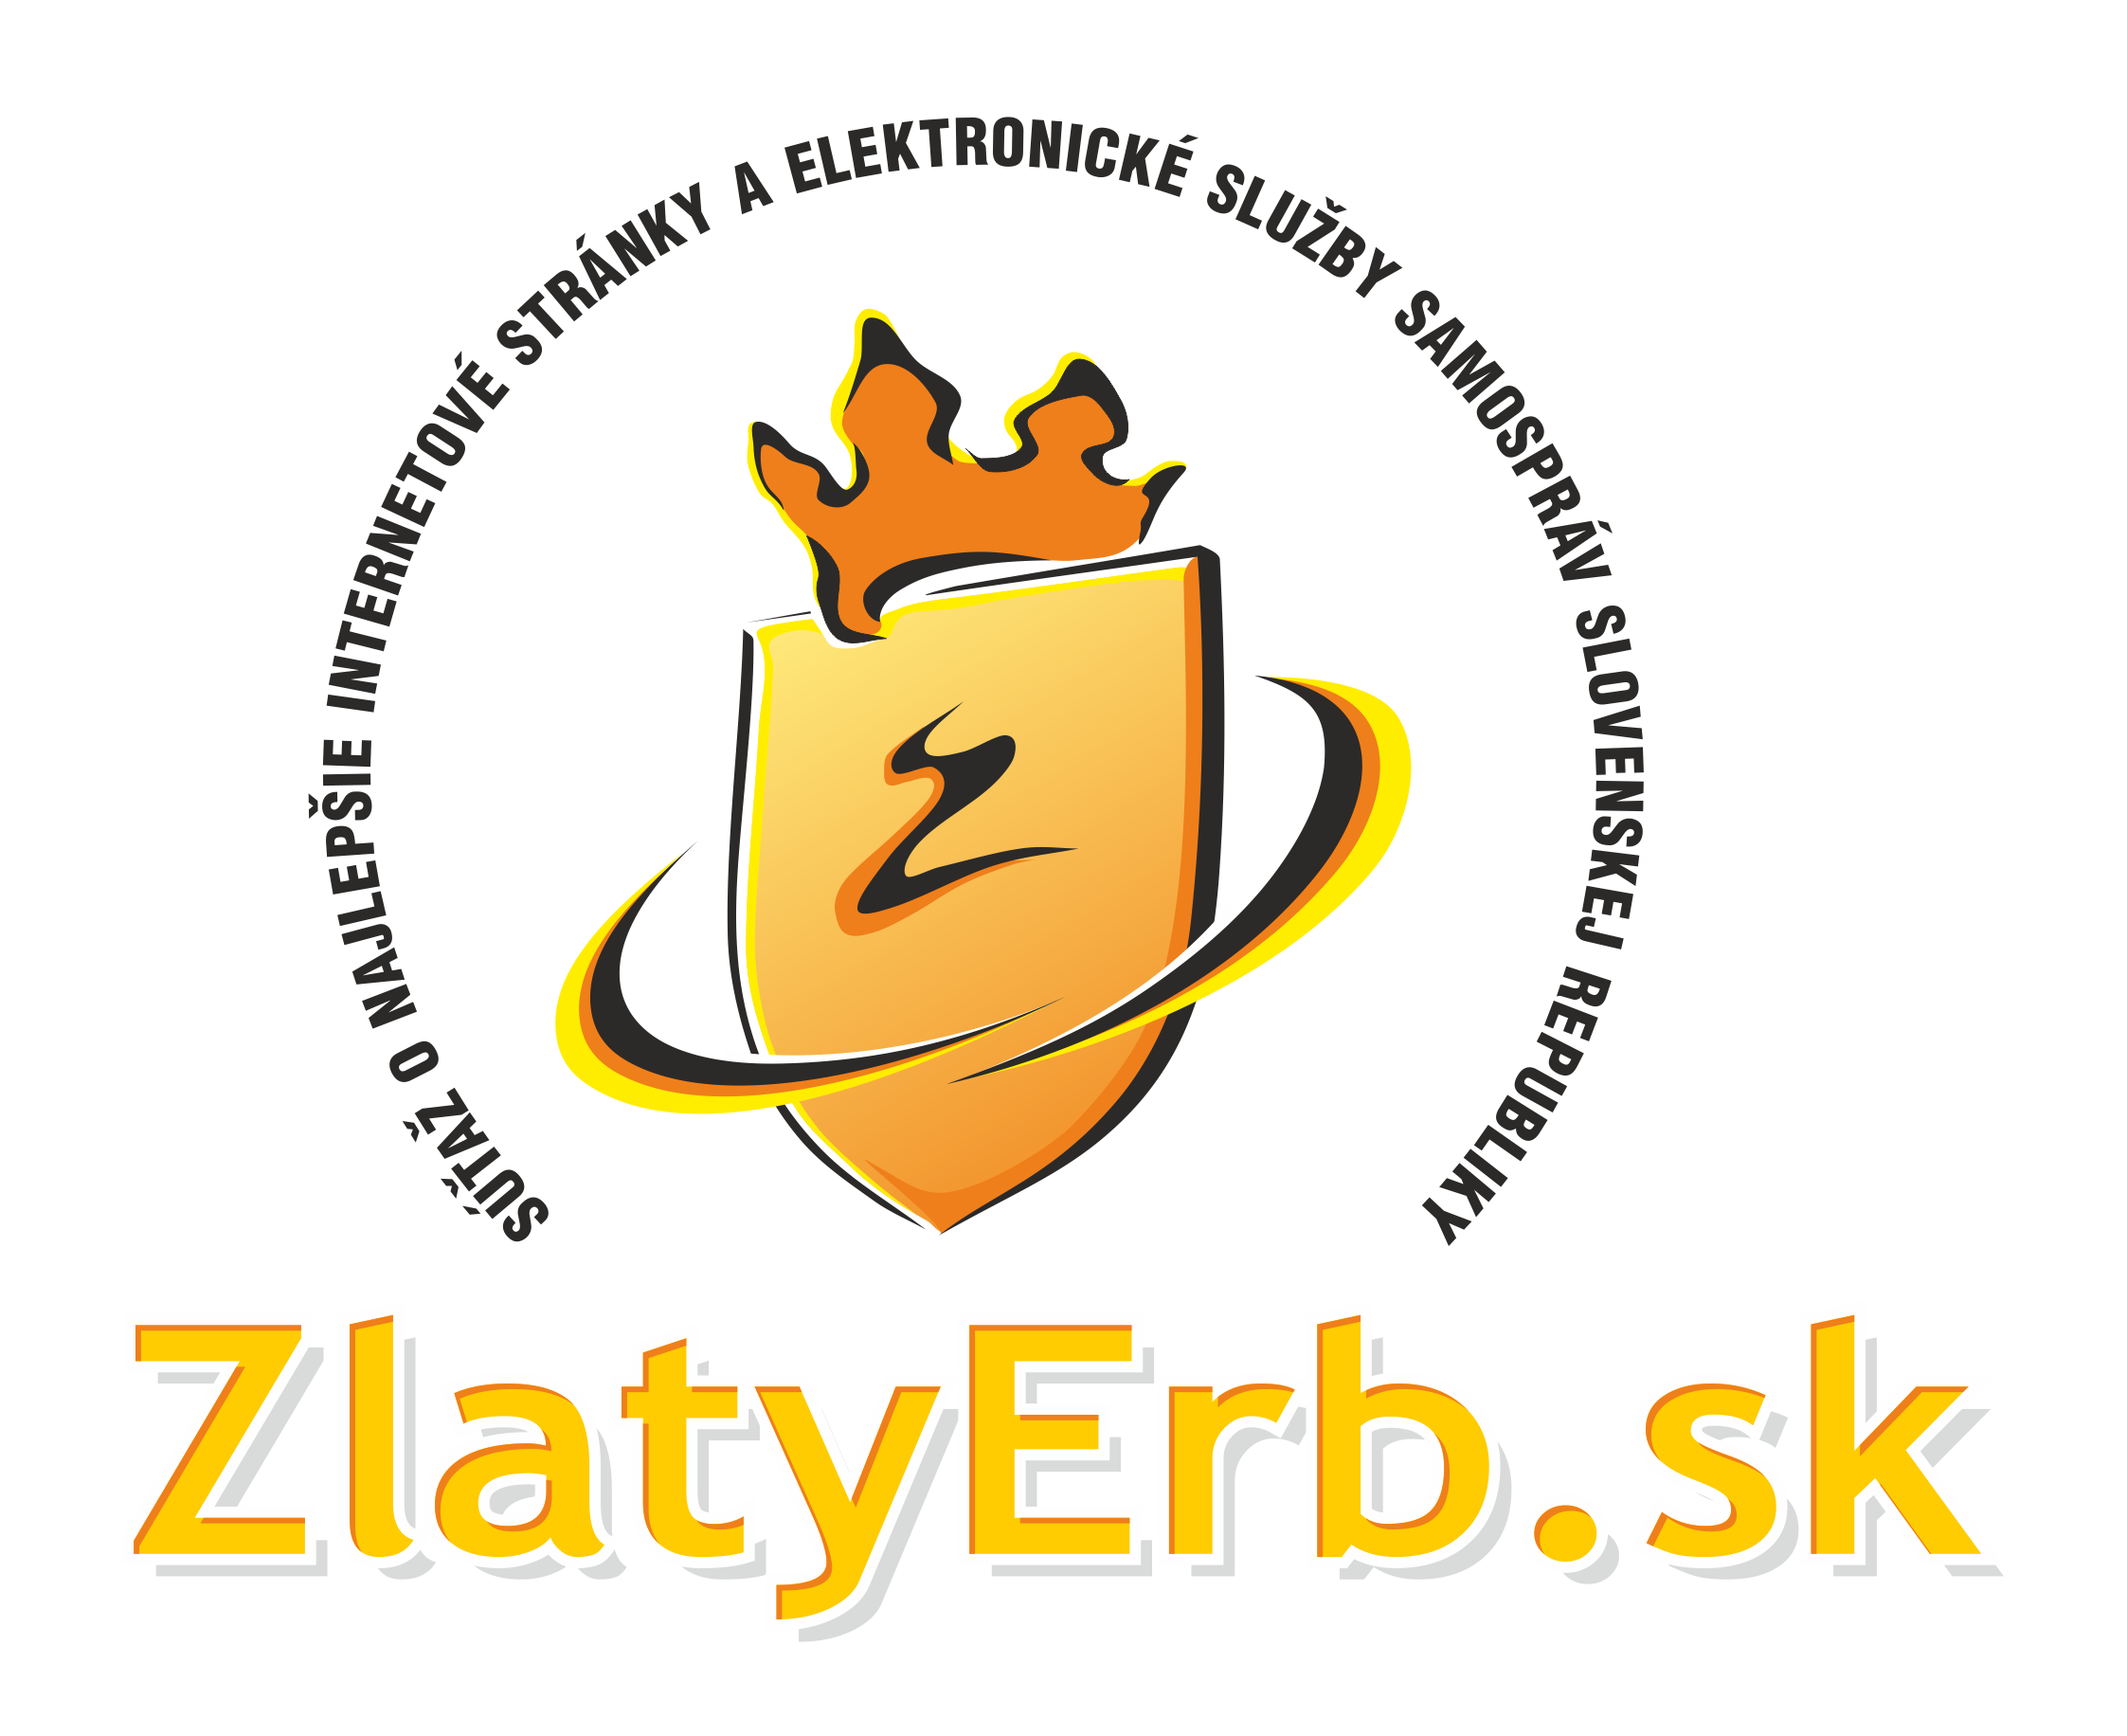 SÚŤAŽ O NAJLEPŠIE INTERNETOVÉ STRÁNKY A ELEKTRONICKÉ SLUŽBY SAMOSPRÁV SLOVENSKEJ REPUBLIKY
Z
ZlatyErb.sk